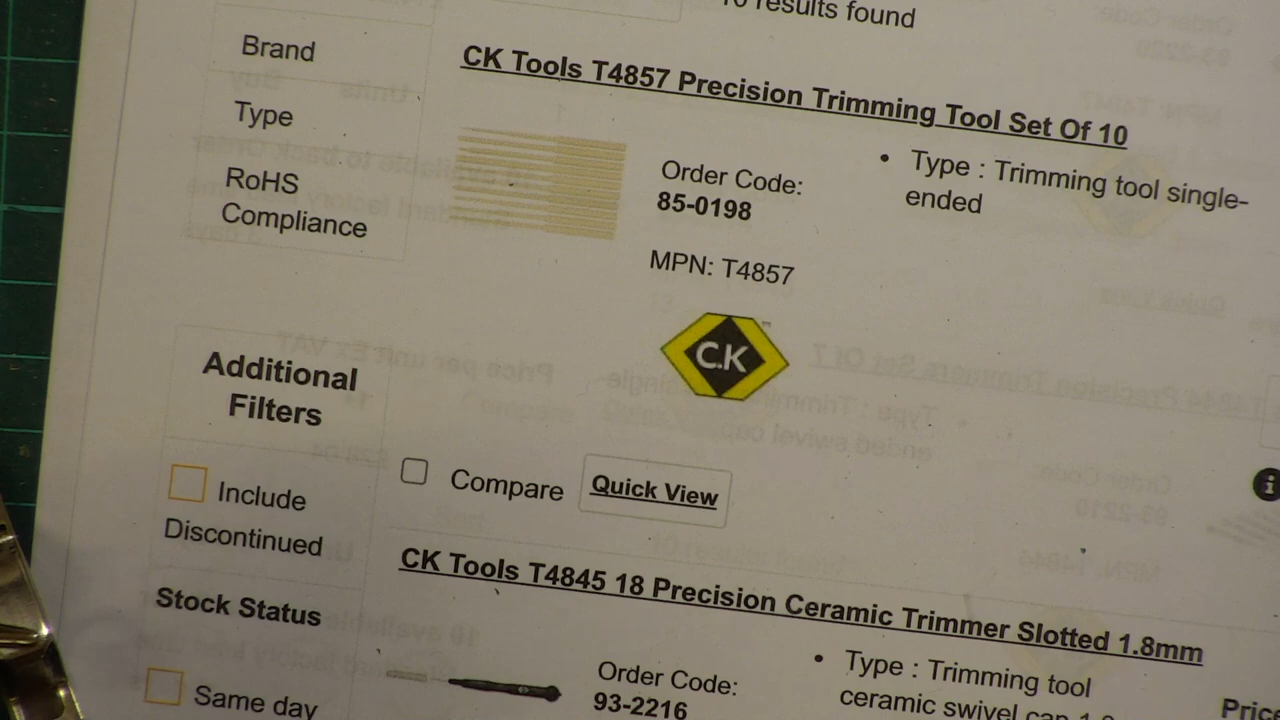 10 results found
Brand
Type
RoHS
Compliance
CK Tools T4857 Precision Trimming Tool Set Of 10
Order Code:
85-0198
MPN: T4857
• Type : Trimming tool single-
ended
C.K
Additional
Filters
Include
Discontinued
Compare
Quick View
Stock Status
Same day
CK Tools T4845 18 Precision Ceramic Trimmer Slotted 1.8mm
Order Code:
93-2216
• Type : Trimming tool
ceramic swivel cap
Price